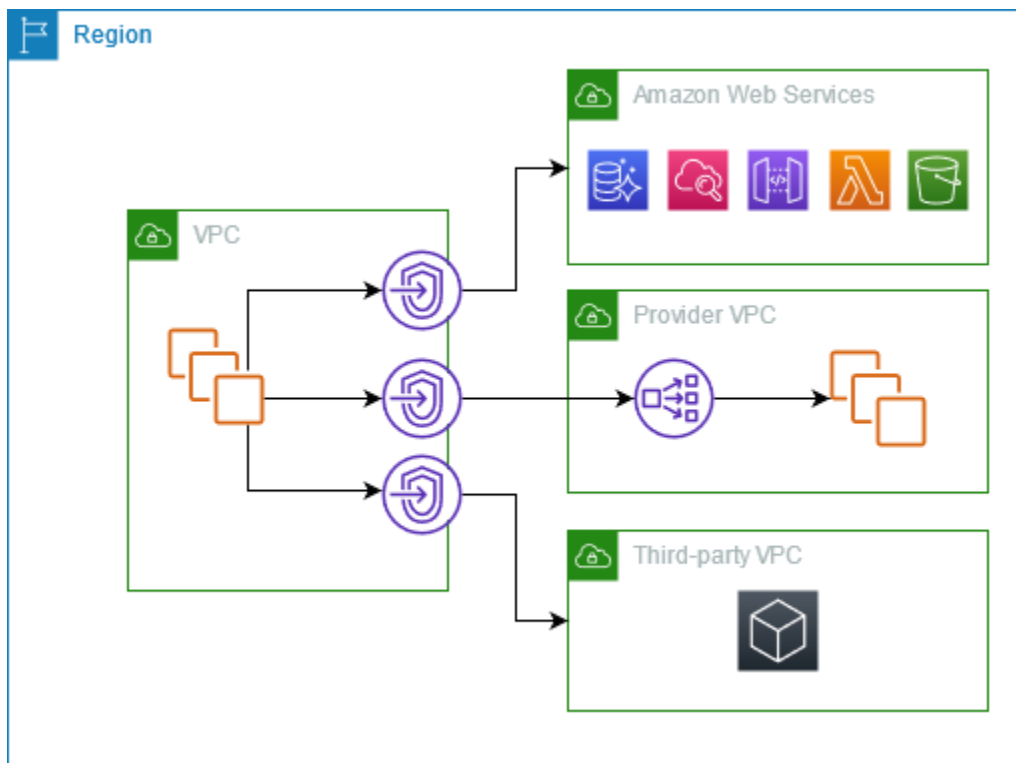 Region
Amazon Web Services
VPC
Provider VPC
Third-party VPC